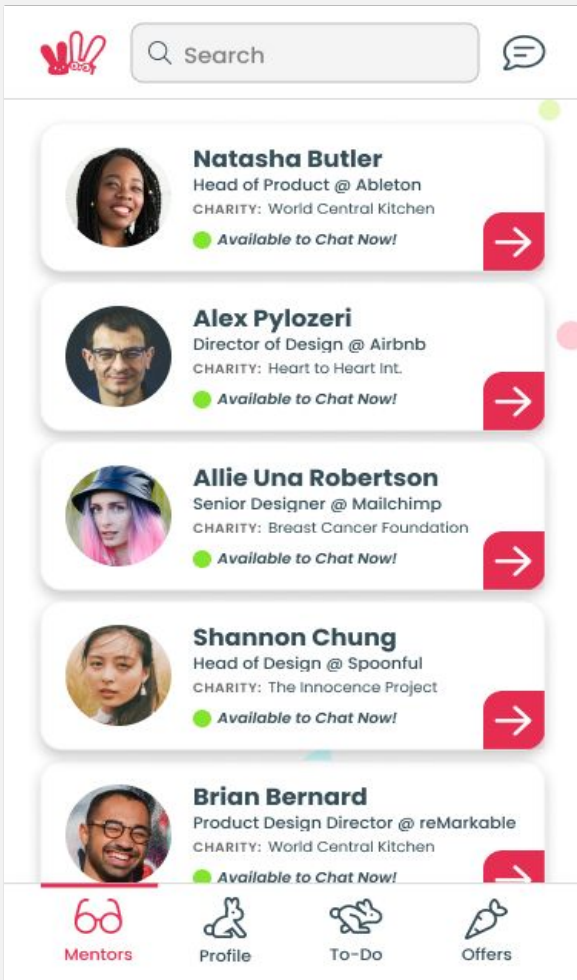 Search
Natasha Butler
Head of Product @ Ableton
CHARITY: World Central Kitchen
Available to Chat Now!
Alex Pylozeri
Director of Design @ Airbnb
CHARITY: Heart to Heart Int.
Available to Chat Now!
Allie Una Robertson
Senior Designer @ Mailchimp
CHARITY: Breast Cancer Foundation
Available to Chat Now!
Shannon Chung
Head of Design @ Spoonful
CHARITY: The Innocence Project
Available to Chat Now!
Brian Bernard
Product Design Director @ reMarkable
CHARITY: World Central Kitchen
Available to Chat Now!
Mentors Profile To-Do Offers